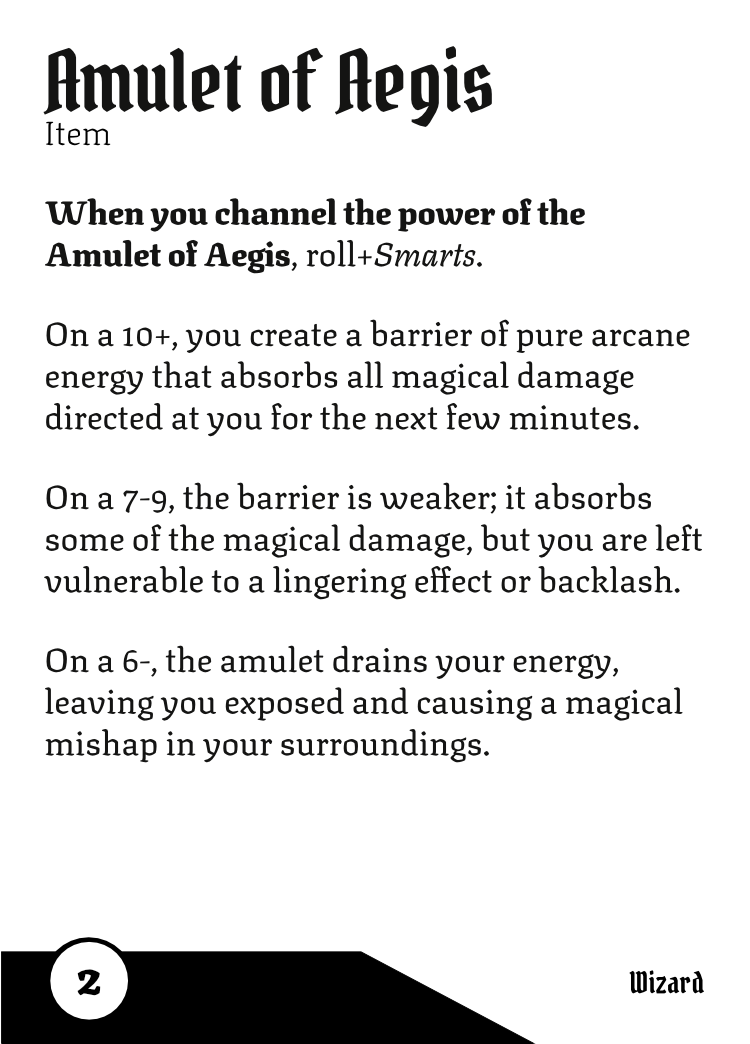 Amulet of Aegis
Item
When you channel the power of the
Amulet of Aegis, roll+Smarts.
On a 10+, you create a barrier of pure arcane
energy that absorbs all magical damage
directed at you for the next few minutes.
On a 7-9, the barrier is weaker; it absorbs
some of the magical damage, but you are left
vulnerable to a lingering effect or backlash.
On a 6-, the amulet drains your energy,
leaving you exposed and causing a magical
mishap in your surroundings.
2
Wizard